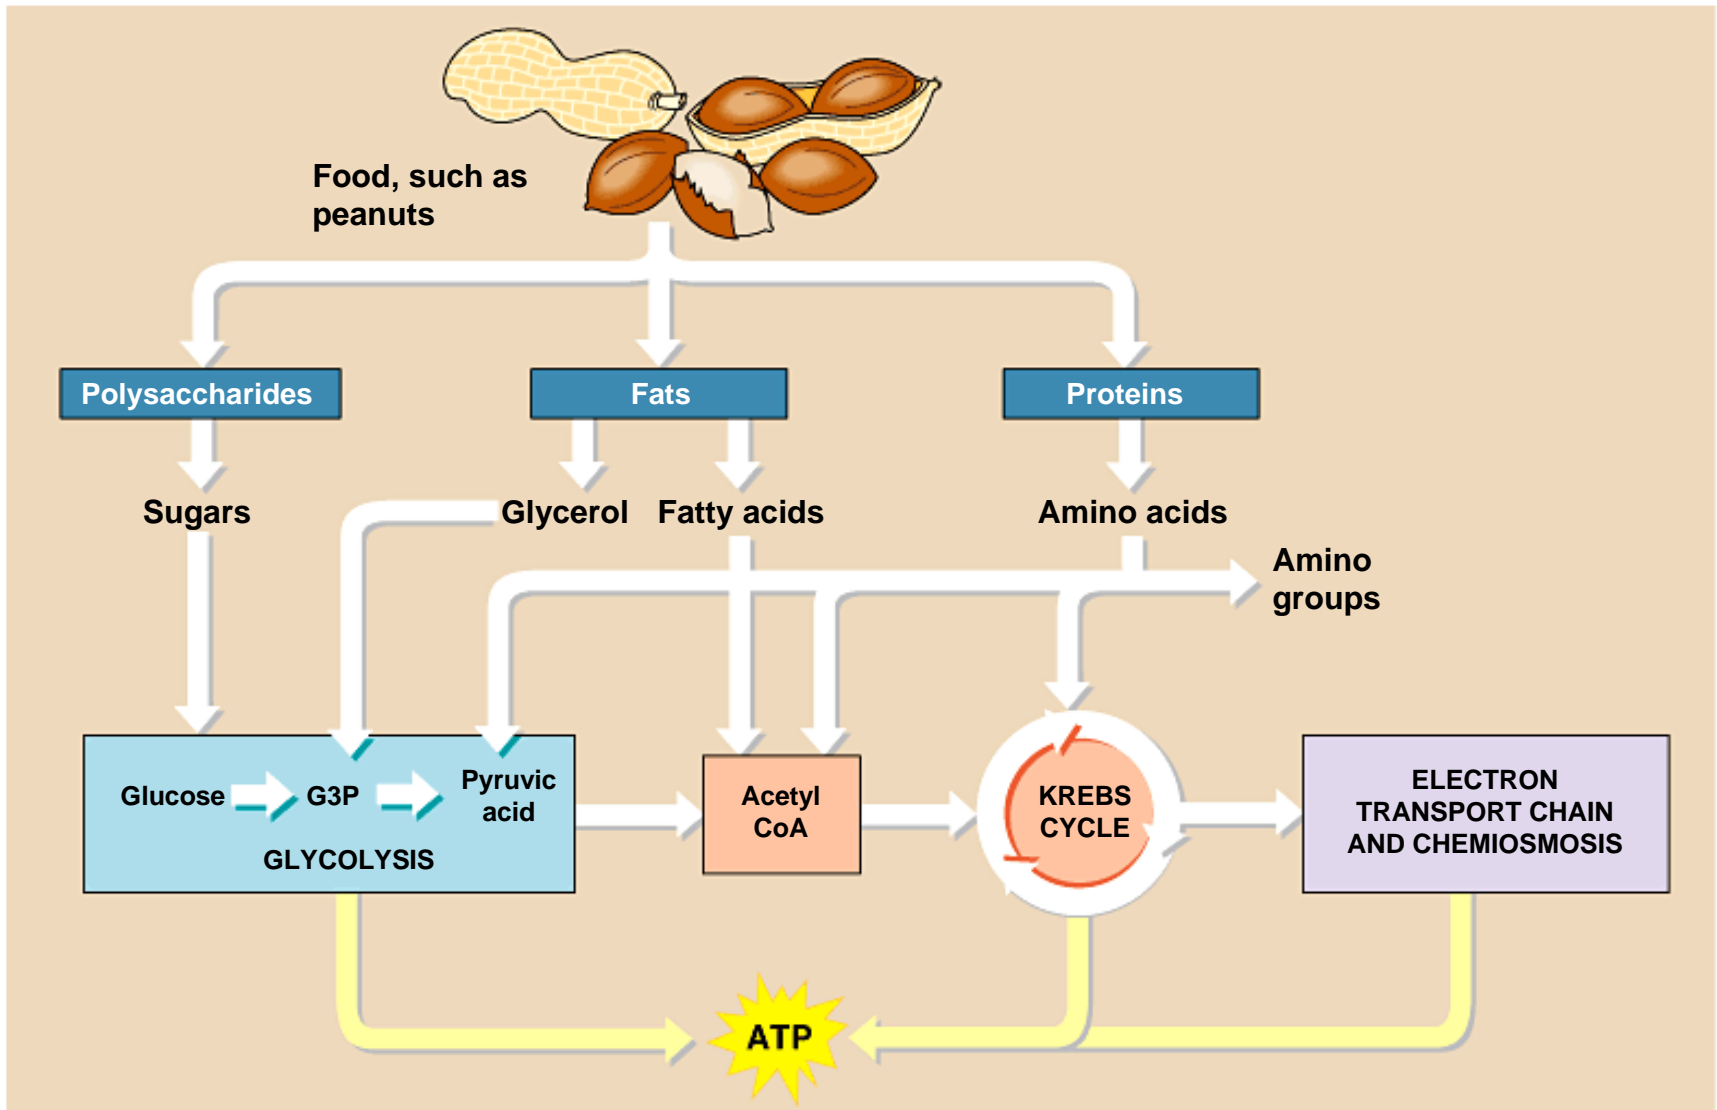 Food, such as
peanuts
Polysaccharides
Fats
Proteins
Sugars
Glycerol
Fatty acids
Amino acids
Amino
groups
Glucose
G3P
Pyruvic
acid
GLYCOLYSIS
Acetyl
CoA
KREBS
CYCLE
ELECTRON
TRANSPORT CHAIN
AND CHEMIOSMOSIS
ATP